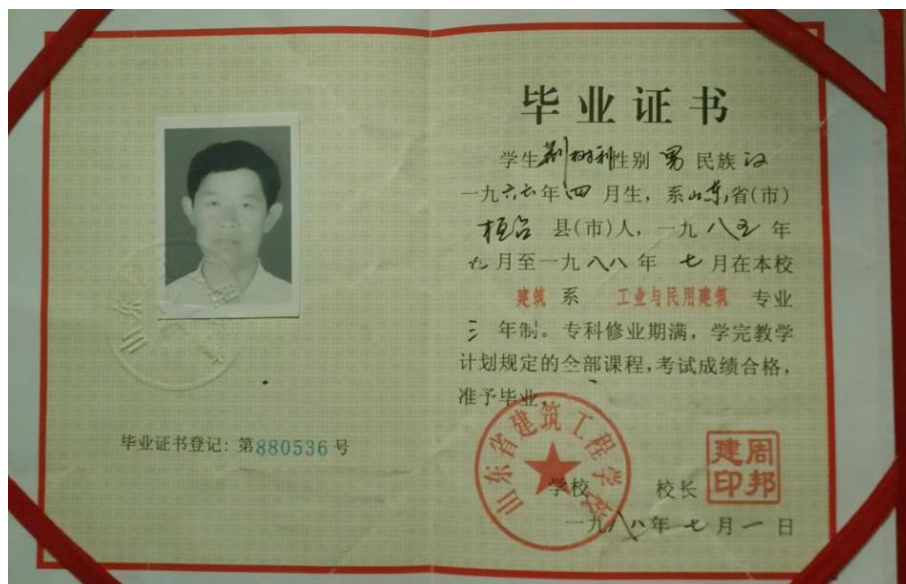 毕业证书登记：第880536号
毕业证书
学生荆树利性别 男 民族 汉
一九六七年 四 月生，系山东省(市)
桓台 县(市)人，一九 八五 年
九 月至一九八八 年 七 月在本校
建筑 系 工业与民用建筑 专业
三 年制。专科修业期满，学完教学
计划规定的全部课程，考试成绩合格，
准予毕业。
山东省建筑工程学校
学校 校长
周邦建印
一九八八年 七 月 一 日